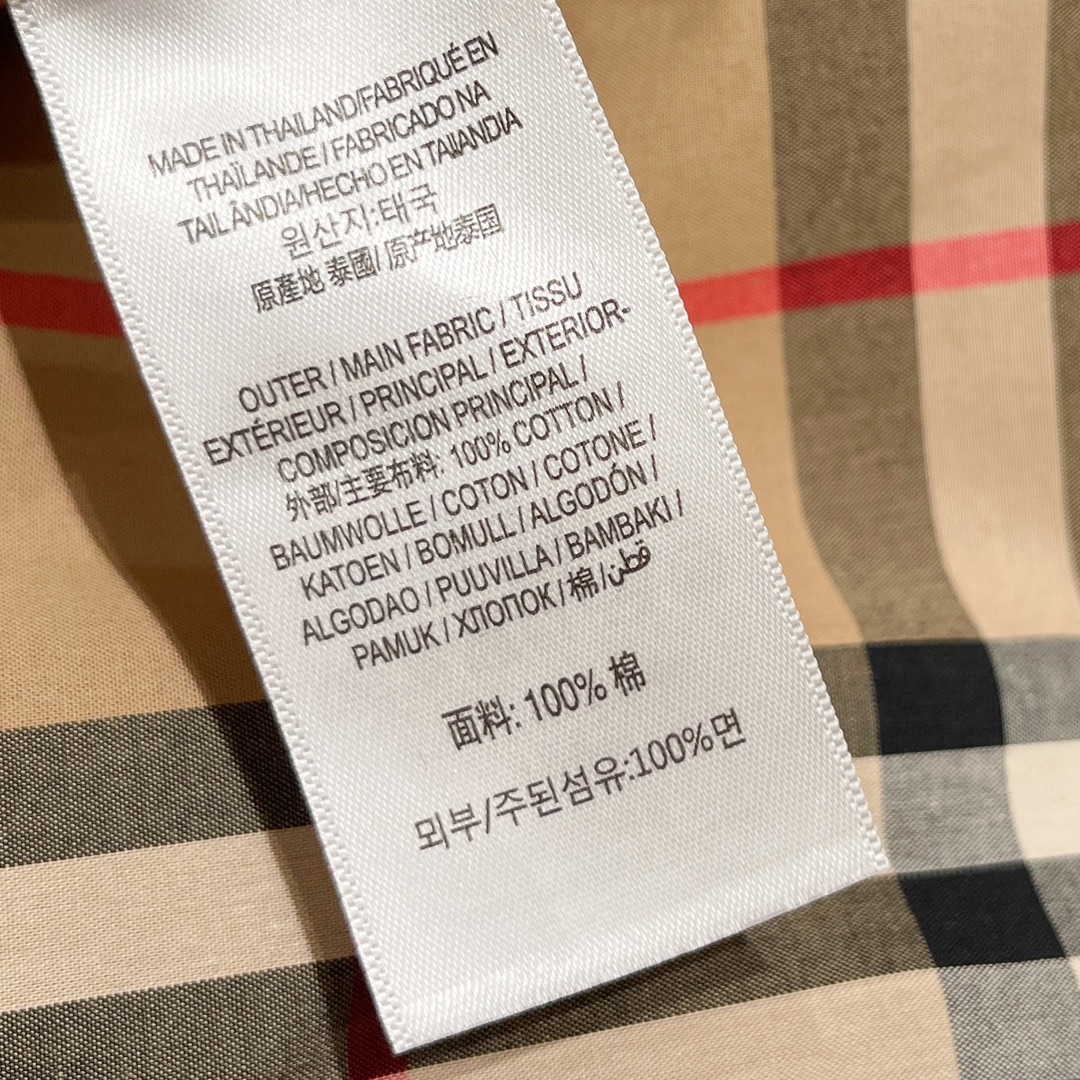 MADE IN THAILAND/FABRIQUÉ EN
THAÏLANDE / FABRICADO NA
TAILÂNDIA/HECHO EN TAILANDIA
원산지:태국
原產地 泰國/ 原产地泰国
OUTER / MAIN FABRIC / TISSU
EXTÉRIEUR / PRINCIPAL / EXTERIOR-
COMPOSICION PRINCIPAL /
外部/主要布料: 100% COTTON /
BAUMWOLLE / COTON / COTONE /
KATOEN / BOMULL / ALGODÓN /
ALGODAO / PUUVILLA / BAMBAKI /
PAMUK / ХЛОПОК / 棉 / قطن
面料: 100% 棉
외부/주된섬유:100%면